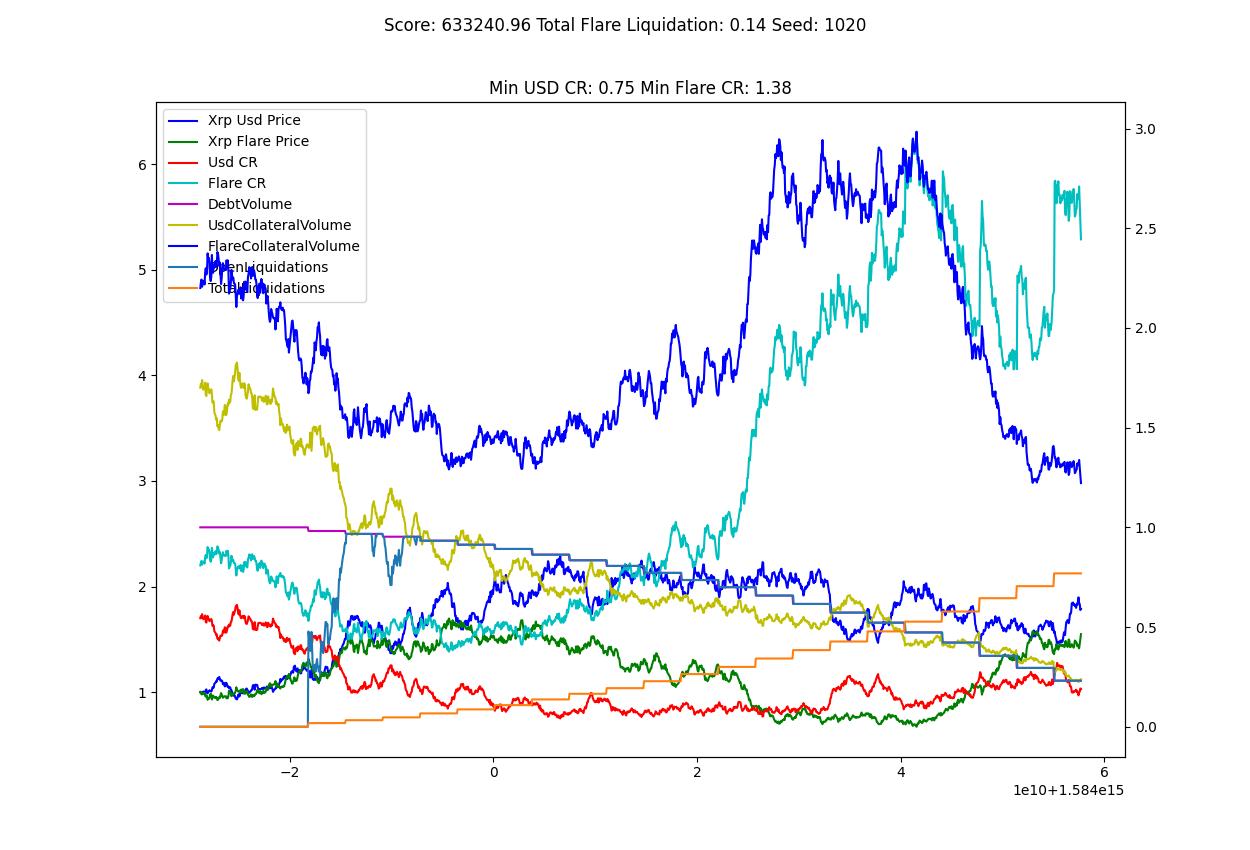 Score: 633240.96 Total Flare Liquidation: 0.14 Seed: 1020
Min USD CR: 0.75 Min Flare CR: 1.38
Xrp Usd Price
Xrp Flare Price
Usd CR
Flare CR
DebtVolume
UsdCollateralVolume
FlareCollateralVolume
OpenLiquidations
TotalLiquidations
6
5
4
3
2
1
3.0
2.5
2.0
1.5
1.0
0.5
0.0
−2
0
2
4
6
1e10+1.584e15